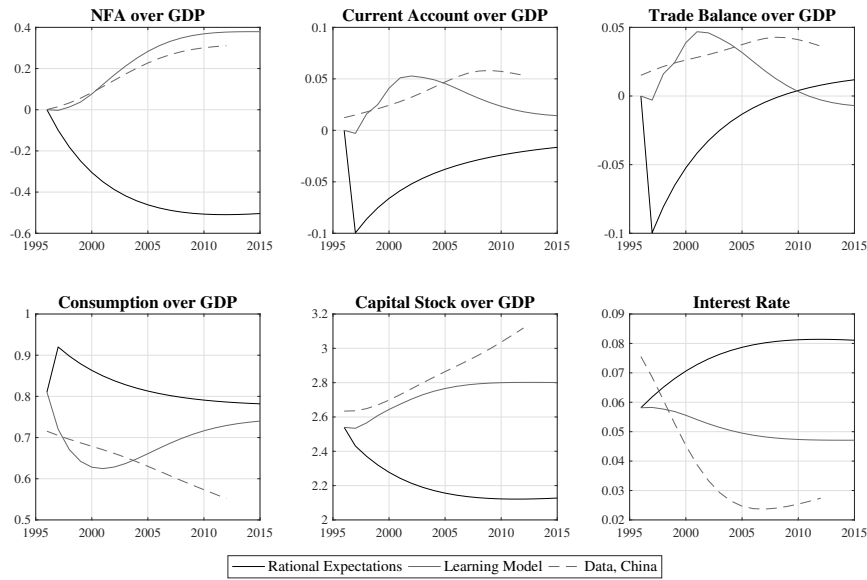 NFA over GDP
0.4
0.2
0
-0.2
-0.4
-0.6
1995 2000 2005 2010 2015
Current Account over GDP
0.1
0.05
0
-0.05
-0.1
1995 2000 2005 2010 2015
Trade Balance over GDP
0.05
0
-0.05
-0.1
1995 2000 2005 2010 2015
Consumption over GDP
1
0.9
0.8
0.7
0.6
0.5
1995 2000 2005 2010 2015
Capital Stock over GDP
3.2
3
2.8
2.6
2.4
2.2
2
1995 2000 2005 2010 2015
Interest Rate
0.09
0.08
0.07
0.06
0.05
0.04
0.03
0.02
1995 2000 2005 2010 2015
Rational Expectations Learning Model Data, China